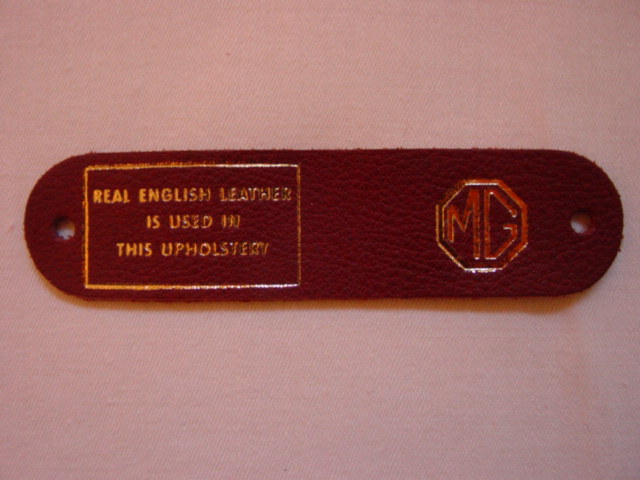 REAL ENGLISH LEATHER
IS USED IN
THIS UPHOLSTERY
MG